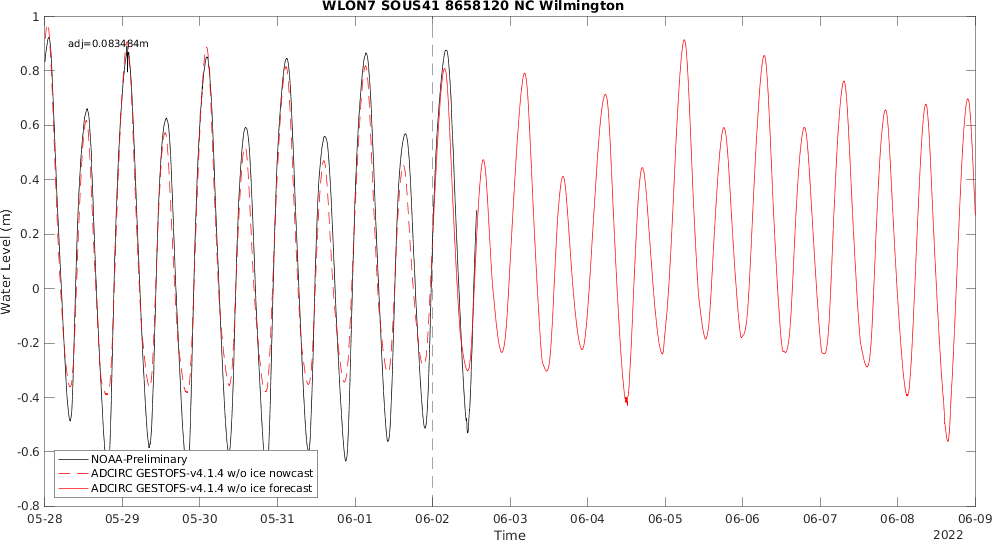 WLON7 SOUS41 8658120 NC Wilmington
adj=0.083484m
1
0.8
0.6
0.4
0.2
0
-0.2
-0.4
-0.6
-0.8
Water Level (m)
NOAA-Preliminary
ADCIRC GESTOFS-v4.1.4 w/o ice nowcast
ADCIRC GESTOFS-v4.1.4 w/o ice forecast
05-28 05-29 05-30 05-31 06-01 06-02 06-03 06-04 06-05 06-06 06-07 06-08 06-09
Time
2022